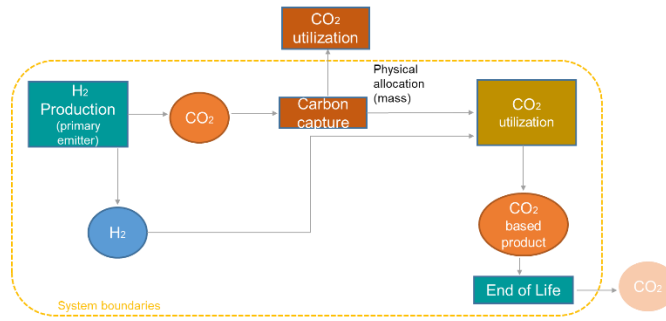 CO₂
utilization
Physical
allocation
(mass)
H₂
Production
(primary
emitter)
CO₂
Carbon
capture
CO₂
utilization
H₂
CO₂
based
product
End of Life
CO₂
System boundaries